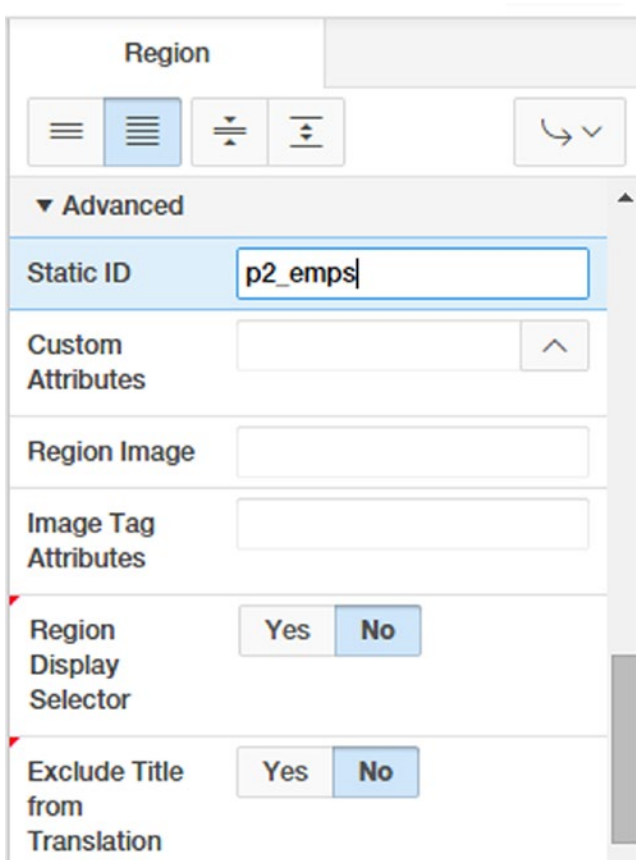 Region
Advanced
Static ID
p2_emps
Custom
Attributes
Region Image
Image Tag
Attributes
Region
Display
Selector
Yes No
Exclude Title
from
Translation
Yes No